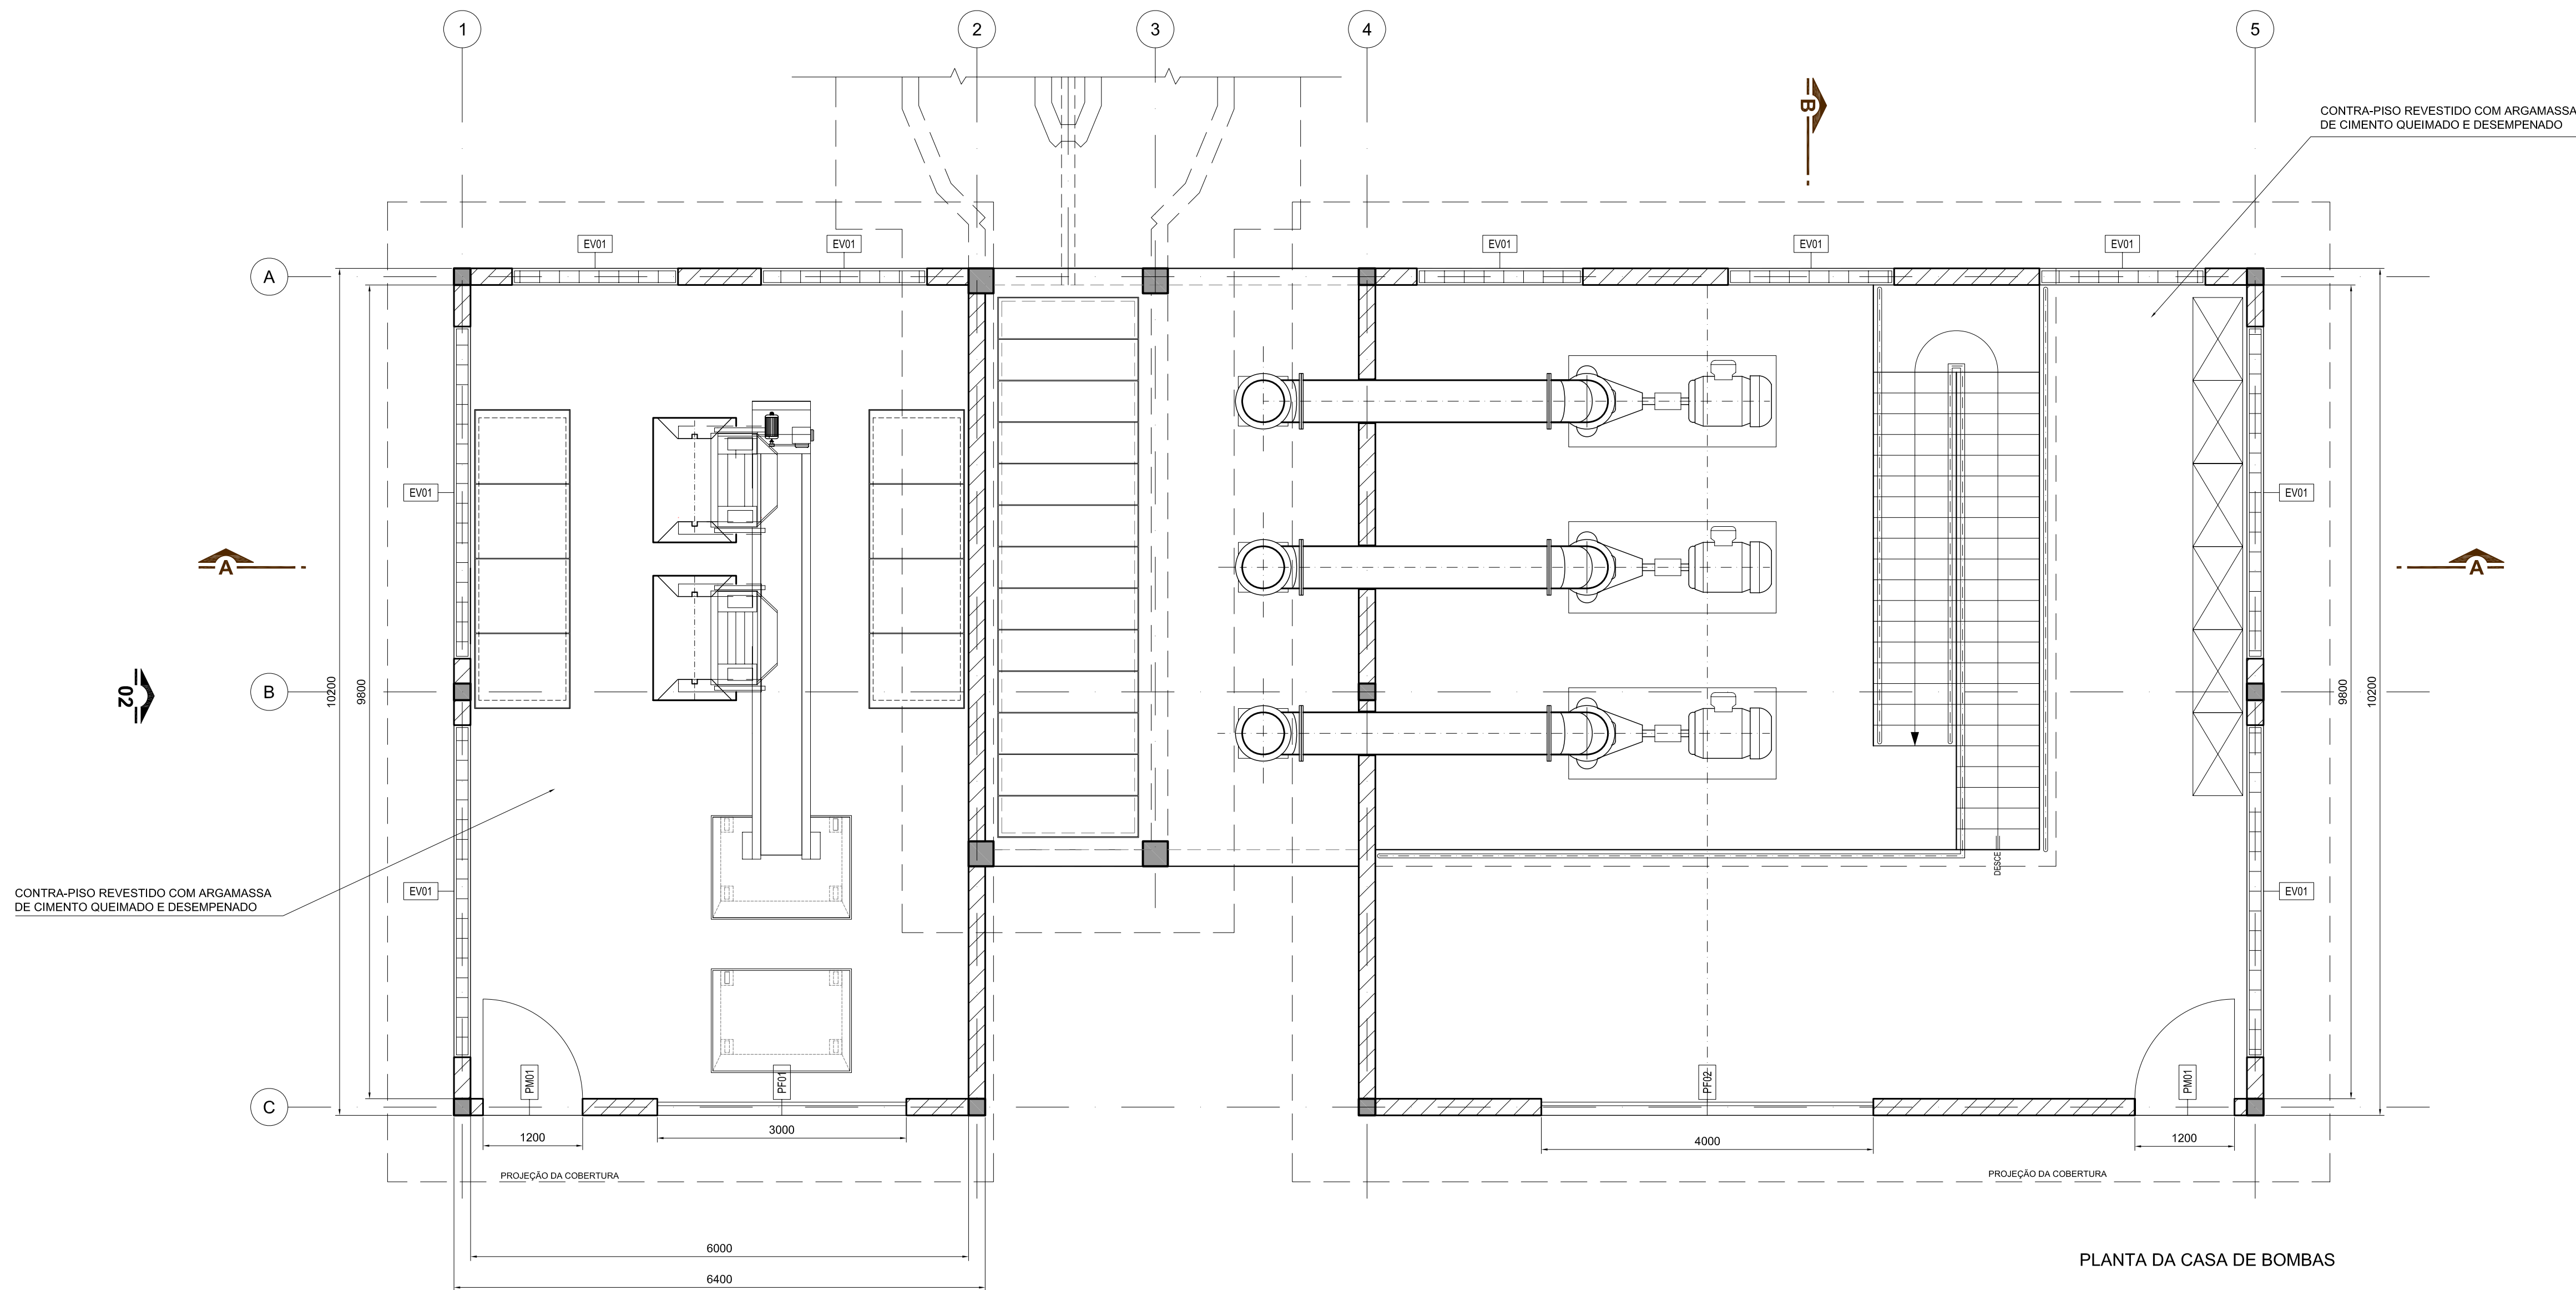 1
2
3
4
5
B
CONTRA-PISO REVESTIDO COM ARGAMASSA
DE CIMENTO QUEIMADO E DESEMPENADO
EV01
EV01
EV01
EV01
EV01
A
EV01
EV01
A
A
02
B
10200
9800
9800
10200
DESCE
CONTRA-PISO REVESTIDO COM ARGAMASSA
DE CIMENTO QUEIMADO E DESEMPENADO
EV01
EV01
PM01
PF01
PF02
PM01
C
1200
3000
4000
1200
PROJEÇÃO DA COBERTURA
PROJEÇÃO DA COBERTURA
6000
6400
PLANTA DA CASA DE BOMBAS